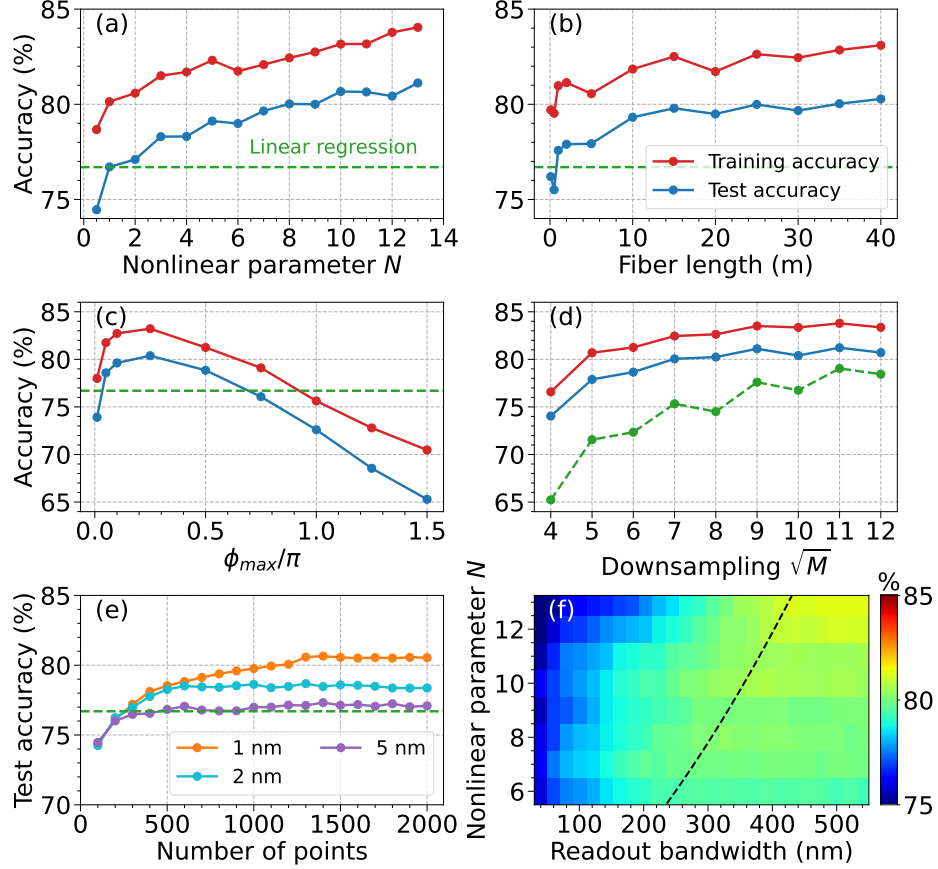 (a)
85
80
75
Accuracy (%)
Linear regression
0 2 4 6 8 10 12 14
Nonlinear parameter N
(b)
85
80
75
Training accuracy
Test accuracy
0 10 20 30 40
Fiber length (m)
(c)
85
80
75
70
65
Accuracy (%)
0.0 0.5 1.0 1.5
ϕmax/π
(d)
85
80
75
70
65
4 5 6 7 8 9 10 11 12
Downsampling √M
(e)
85
80
75
70
Test accuracy (%)
1 nm
2 nm
5 nm
0 500 1000 1500 2000
Number of points
(f)
12
10
8
6
Nonlinear parameter N
100 200 300 400 500
Readout bandwidth (nm)
%
85
80
75